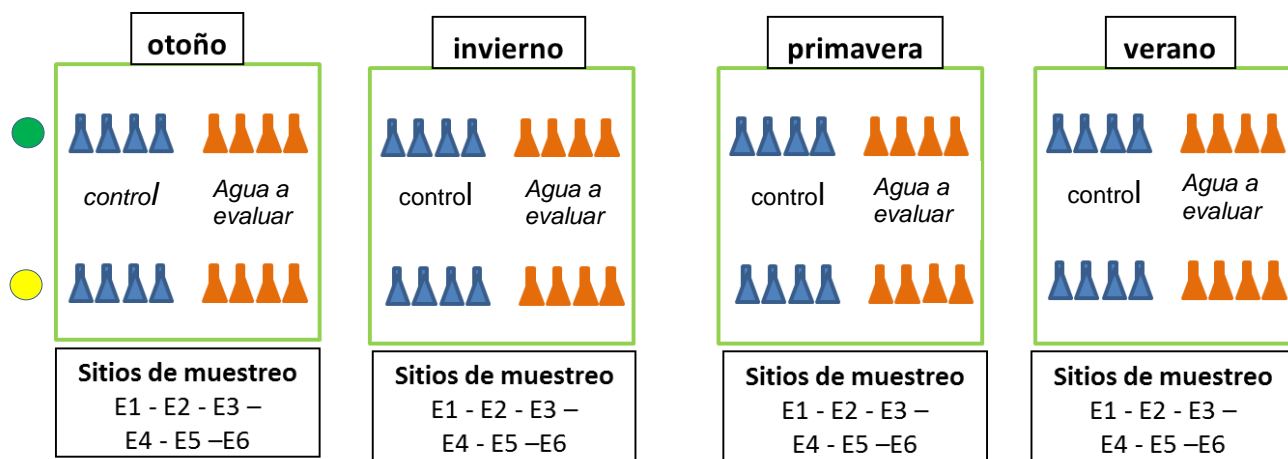 otoño
control
Agua a
evaluar
Sitios de muestreo
E1 - E2 - E3 –
E4 - E5 –E6
invierno
control
Agua a
evaluar
Sitios de muestreo
E1 - E2 - E3 –
E4 - E5 –E6
primavera
control
Agua a
evaluar
Sitios de muestreo
E1 - E2 - E3 –
E4 - E5 –E6
verano
control
Agua a
evaluar
Sitios de muestreo
E1 - E2 - E3 –
E4 - E5 –E6